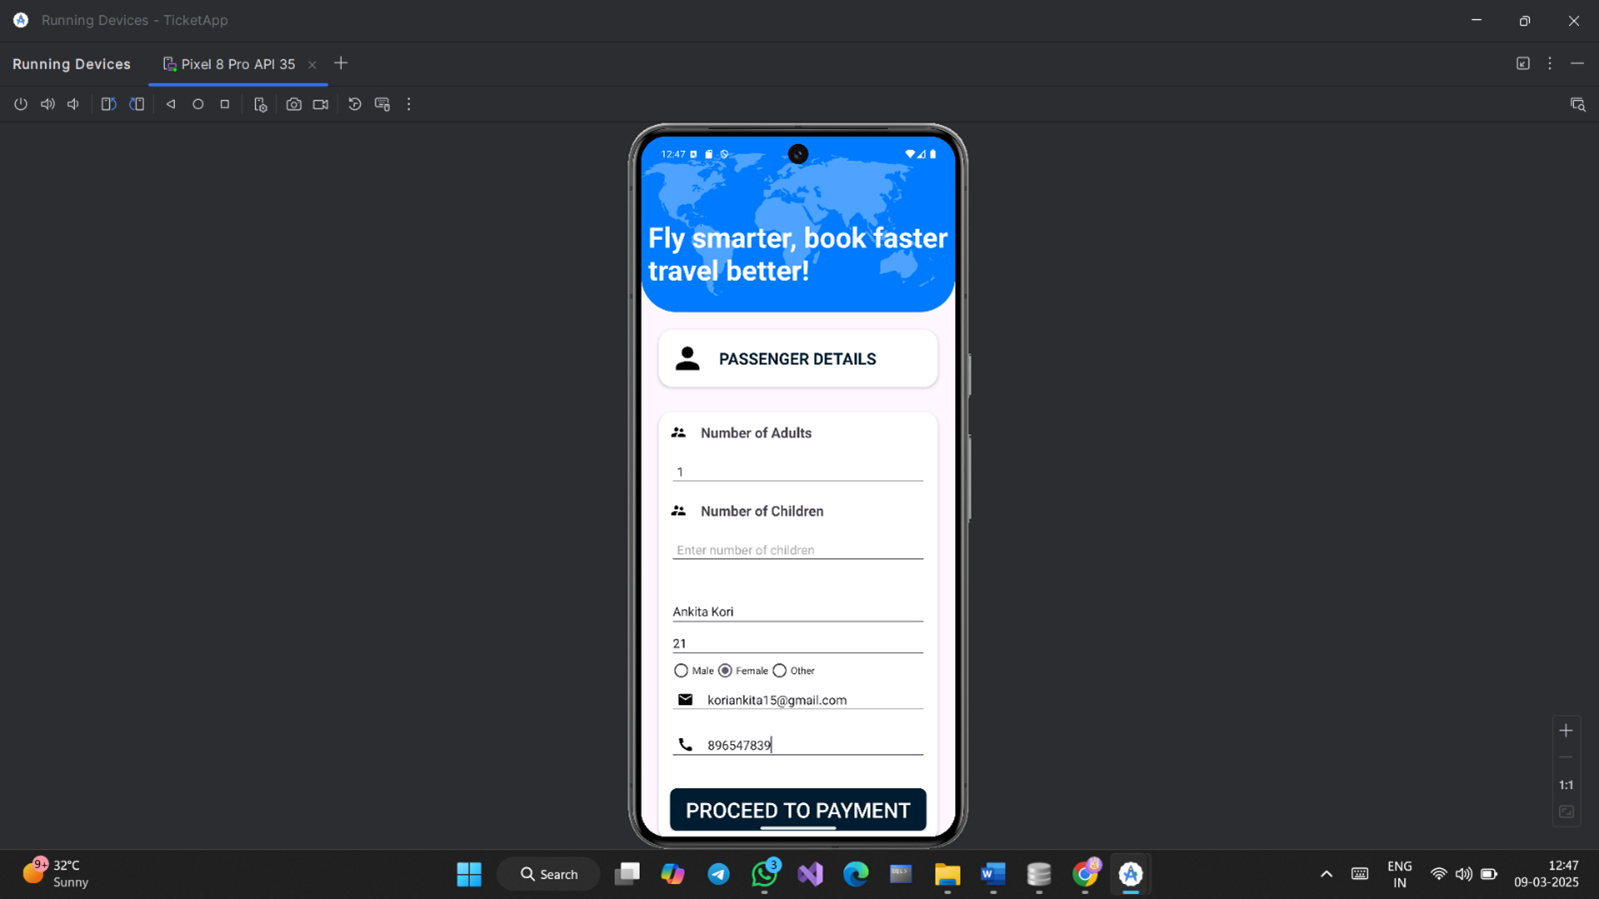 Running Devices - TicketApp
Running Devices
Pixel 8 Pro API 35
12:47
Fly smarter, book faster
travel better!
PASSENGER DETAILS
Number of Adults
1
Number of Children
Enter number of children
Ankita Kori
21
Male Female Other
koriankita15@gmail.com
896547839
PROCEED TO PAYMENT
1:1
9+
32°C
Sunny
Search
3
ENG
IN
12:47
09-03-2025